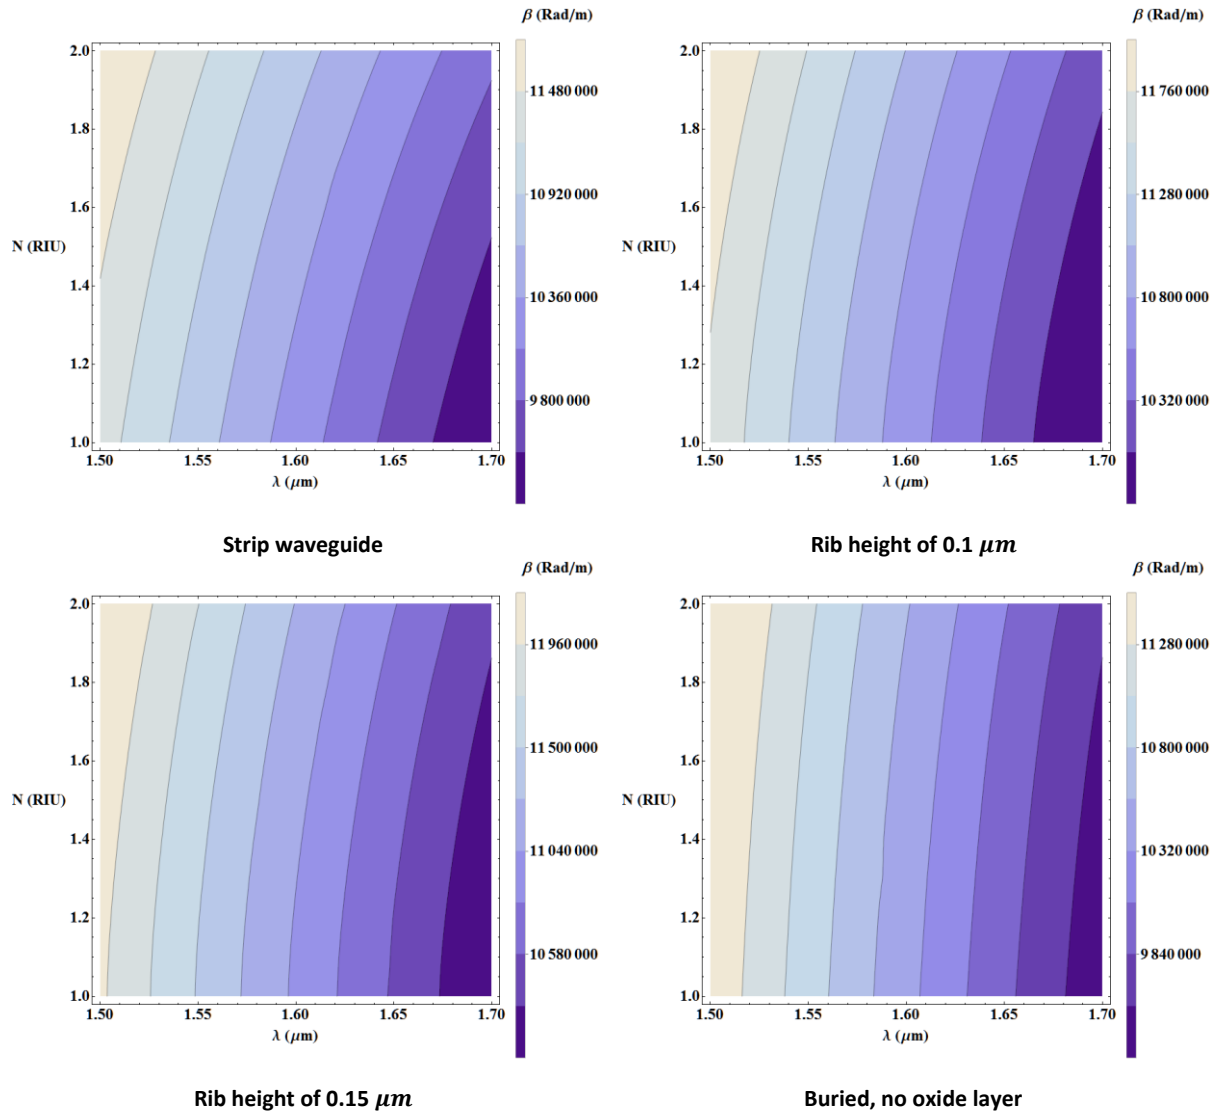 β (Rad/m)
2.0
1.8
1.6
N (RIU)
1.4
1.2
1.0
1.50 1.55 1.60 1.65 1.70
λ (μm)
11 480 000
10 920 000
10 360 000
9 800 000
Strip waveguide
β (Rad/m)
2.0
1.8
1.6
N (RIU)
1.4
1.2
1.0
1.50 1.55 1.60 1.65 1.70
λ (μm)
11 760 000
11 280 000
10 800 000
10 320 000
Rib height of 0.1 μm
β (Rad/m)
2.0
1.8
1.6
N (RIU)
1.4
1.2
1.0
1.50 1.55 1.60 1.65 1.70
λ (μm)
11 960 000
11 500 000
11 040 000
10 580 000
Rib height of 0.15 μm
β (Rad/m)
2.0
1.8
1.6
N (RIU)
1.4
1.2
1.0
1.50 1.55 1.60 1.65 1.70
λ (μm)
11 280 000
10 800 000
10 320 000
9 840 000
Buried, no oxide layer